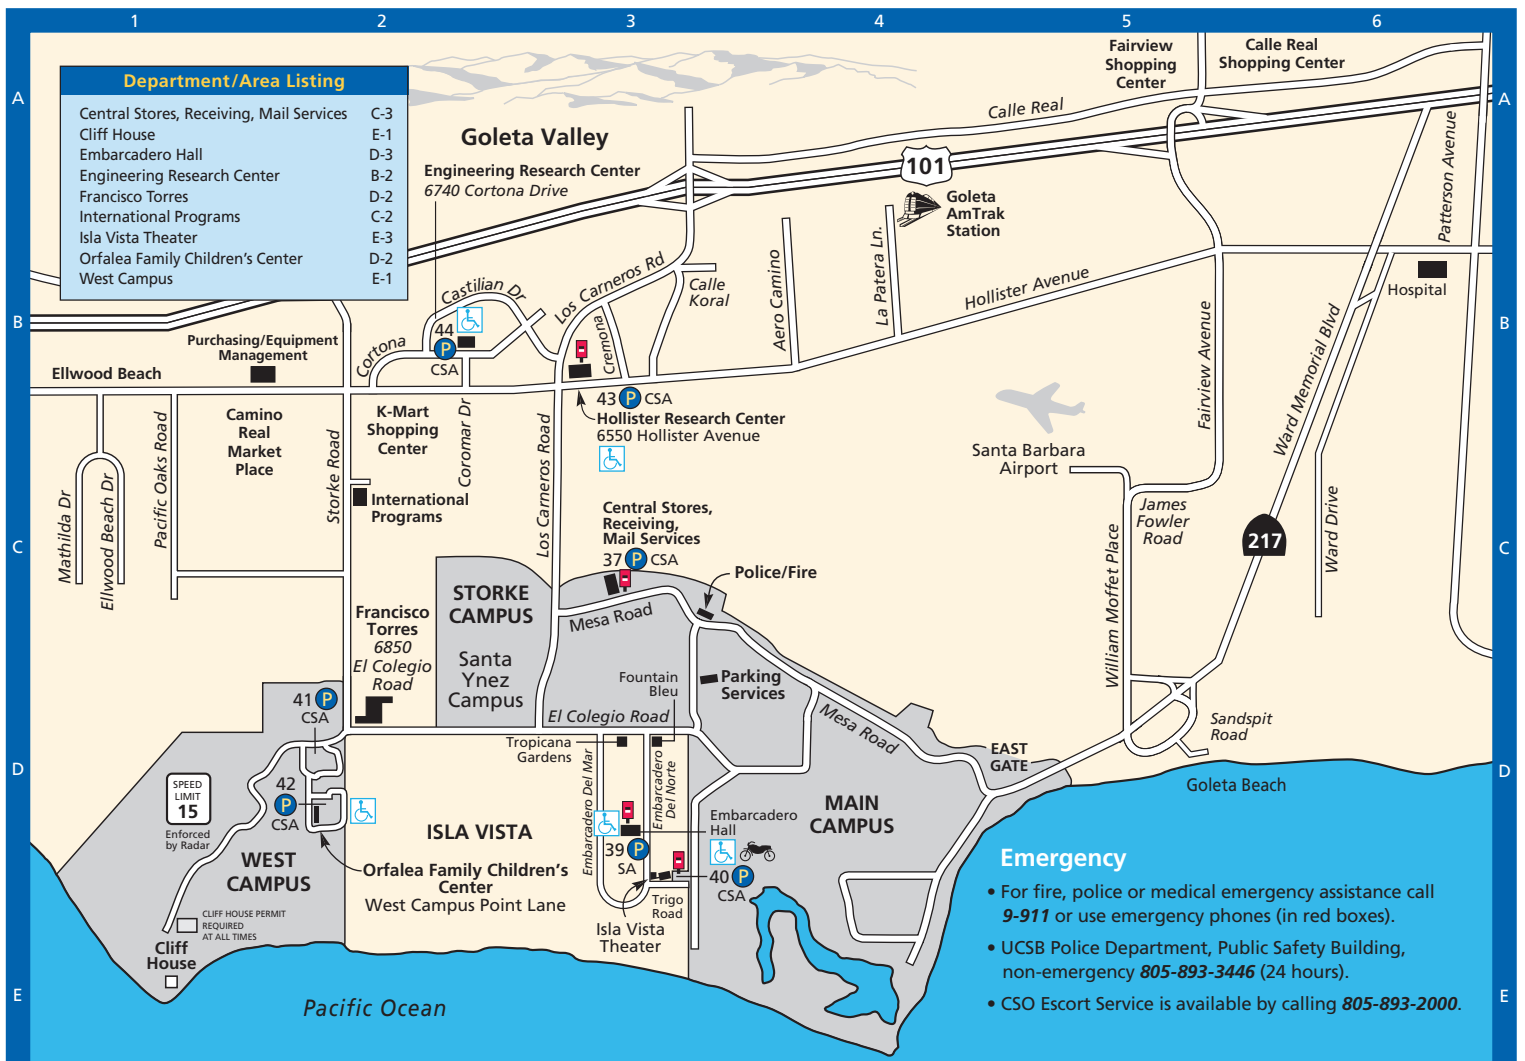 1 2 3 4 5 6
A
B
C
D
E
A
B
C
D
E
Department/Area Listing
Central Stores, Receiving, Mail Services C-3
Cliff House E-1
Embarcadero Hall D-3
Engineering Research Center B-2
Francisco Torres D-2
International Programs C-2
Isla Vista Theater E-3
Orfalea Family Children's Center D-2
West Campus E-1
Goleta Valley
Engineering Research Center
6740 Cortona Drive
Fairview
Shopping
Center
Calle Real
Shopping Center
Calle Real
101
Goleta
AmTrak
Station
Patterson Avenue
Hospital
Hollister Avenue
La Patera Ln.
Aero Camino
Calle
Koral
Los Carneros Rd
Castilian Dr
Cremona
Cortona
44
P
CSA
Purchasing/Equipment
Management
Ellwood Beach
43 P CSA
Hollister Research Center
6550 Hollister Avenue
Fairview Avenue
Ward Memorial Blvd
Camino
Real
Market
Place
K-Mart
Shopping
Center
Coromar Dr
Storke Road
Pacific Oaks Road
Mathilda Dr
Ellwood Beach Dr
Los Carneros Road
International
Programs
Santa Barbara
Airport
James
Fowler
Road
William Moffet Place
217
Ward Drive
Central Stores,
Receiving,
Mail Services
37 P CSA
Police/Fire
Mesa Road
STORKE
CAMPUS
Santa
Ynez
Campus
Francisco
Torres
6850
El Colegio
Road
Fountain
Bleu
Parking
Services
El Colegio Road
Mesa Road
41 P
CSA
Tropicana
Gardens
Embarcadero Del Mar
Embarcadero
Del Norte
EAST
GATE
Sandspit
Road
Goleta Beach
SPEED
LIMIT
15
Enforced
by Radar
42
P
CSA
ISLA VISTA
Embarcadero
Hall
MAIN
CAMPUS
39 P
SA
40 P
CSA
WEST
CAMPUS
Orfalea Family Children's
Center
West Campus Point Lane
Trigo
Road
Isla Vista
Theater
CLIFF HOUSE PERMIT
REQUIRED
AT ALL TIMES
Cliff
House
Pacific Ocean
Emergency
• For fire, police or medical emergency assistance call
9-911 or use emergency phones (in red boxes).
• UCSB Police Department, Public Safety Building,
non-emergency 805-893-3446 (24 hours).
• CSO Escort Service is available by calling 805-893-2000.